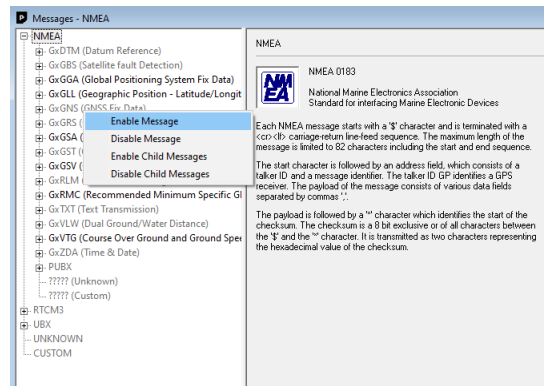 Messages - NMEA
NMEA
GxDTM (Datum Reference)
GxGBS (Satellite fault Detection)
GxGGA (Global Positioning System Fix Data)
GxGLL (Geographic Position - Latitude/Longit
GxGNS (GNSS Fix Data)
GxGRS (
GxGSA (
GxGST (
GxGSV (
GxRLM (
GxRMC (Recommended Minimum Specific Gl
GxTXT (Text Transmission)
GxVLW (Dual Ground/Water Distance)
GxVTG (Course Over Ground and Ground Spee
GxZDA (Time & Date)
PUBX
????? (Unknown)
????? (Custom)
RTCM3
UBX
UNKNOWN
CUSTOM
Enable Message
Disable Message
Enable Child Messages
Disable Child Messages
NMEA
NM
EA
NMEA 0183
National Marine Electronics Association
Standard for interfacing Marine Electronic Devices
Each NMEA message starts with a '$' character and is terminated with a
<cr><lf> carriage-return line-feed sequence. The maximum length of the
message is limited to 82 characters including the start and end sequence.
The start character is followed by an address field, which consists of a
talker ID and a message identifier. The talker ID GP identifies a GPS
receiver. The payload of the message consists of various data fields
separated by commas ','.
The payload is followed by a '*' character which identifies the start of the
checksum. The checksum is a 8 bit exclusive or of all characters between
the '$' and the '*' character. It is transmitted as two characters representing
the hexadecimal value of the checksum.